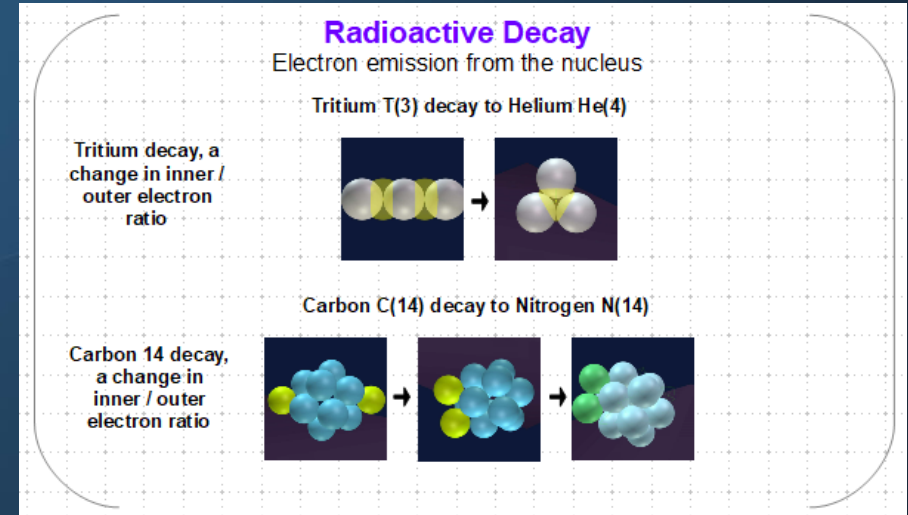 Radioactive Decay
Electron emission from the nucleus
Tritium T(3) decay to Helium He(4)
Tritium decay, a
change in inner /
outer electron
ratio
Carbon C(14) decay to Nitrogen N(14)
Carbon 14 decay,
a change in
inner / outer
electron ratio